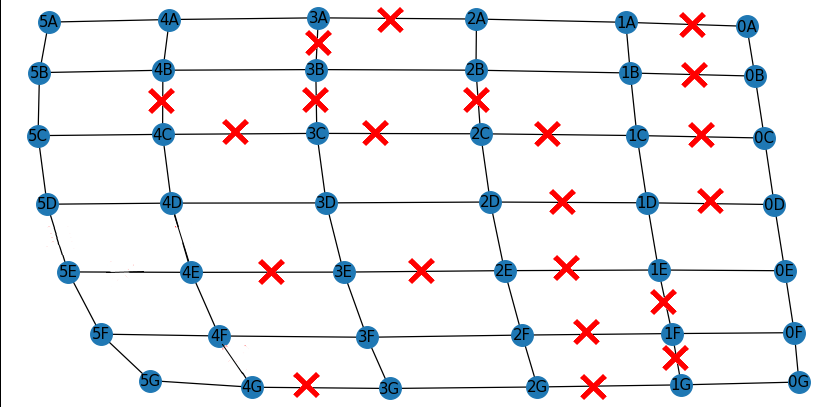 5A 4A 3A 2A 1A 0A
5B 4B 3B 2B 1B 0B
5C 4C 3C 2C 1C 0C
5D 4D 3D 2D 1D 0D
5E 4E 3E 2E 1E 0E
5F 4F 3F 2F 1F 0F
5G 4G 3G 2G 1G 0G